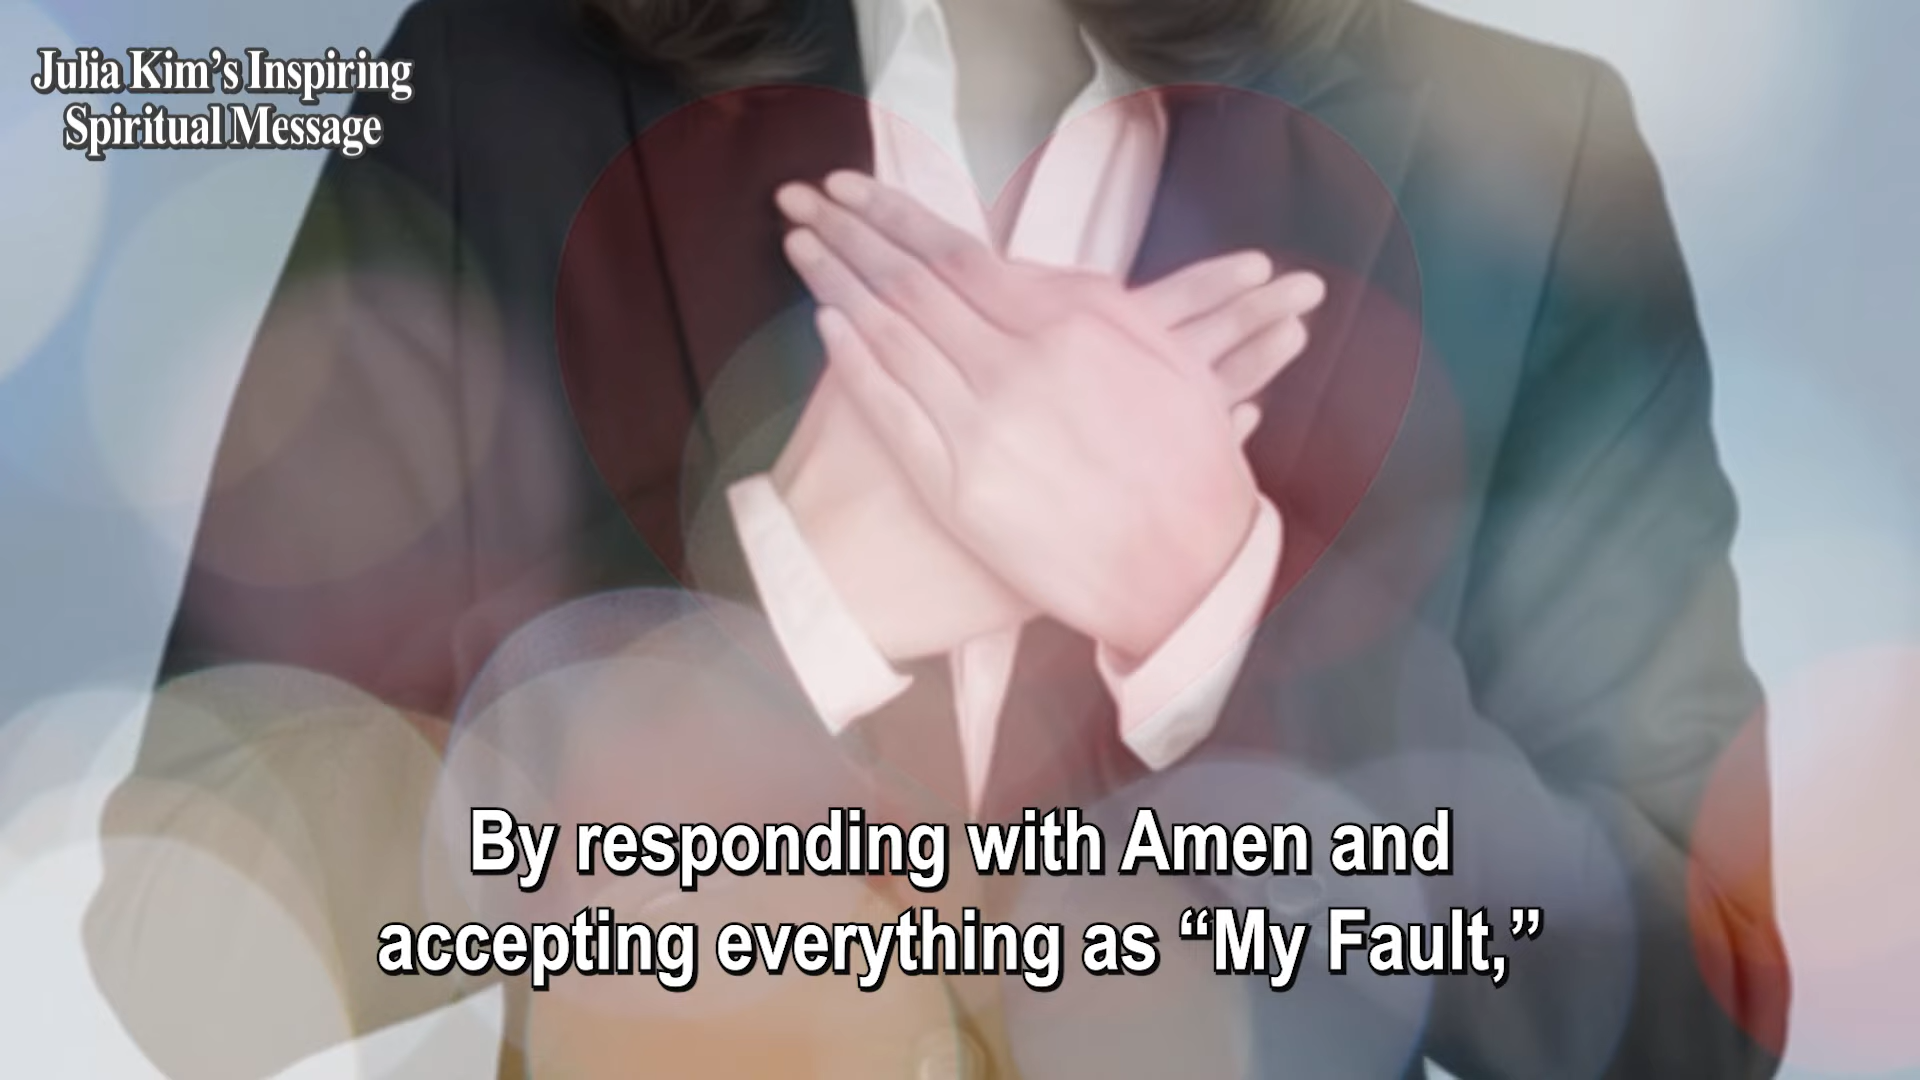 Julia Kim’s Inspiring
Spiritual Message
By responding with Amen and
accepting everything as “My Fault,”